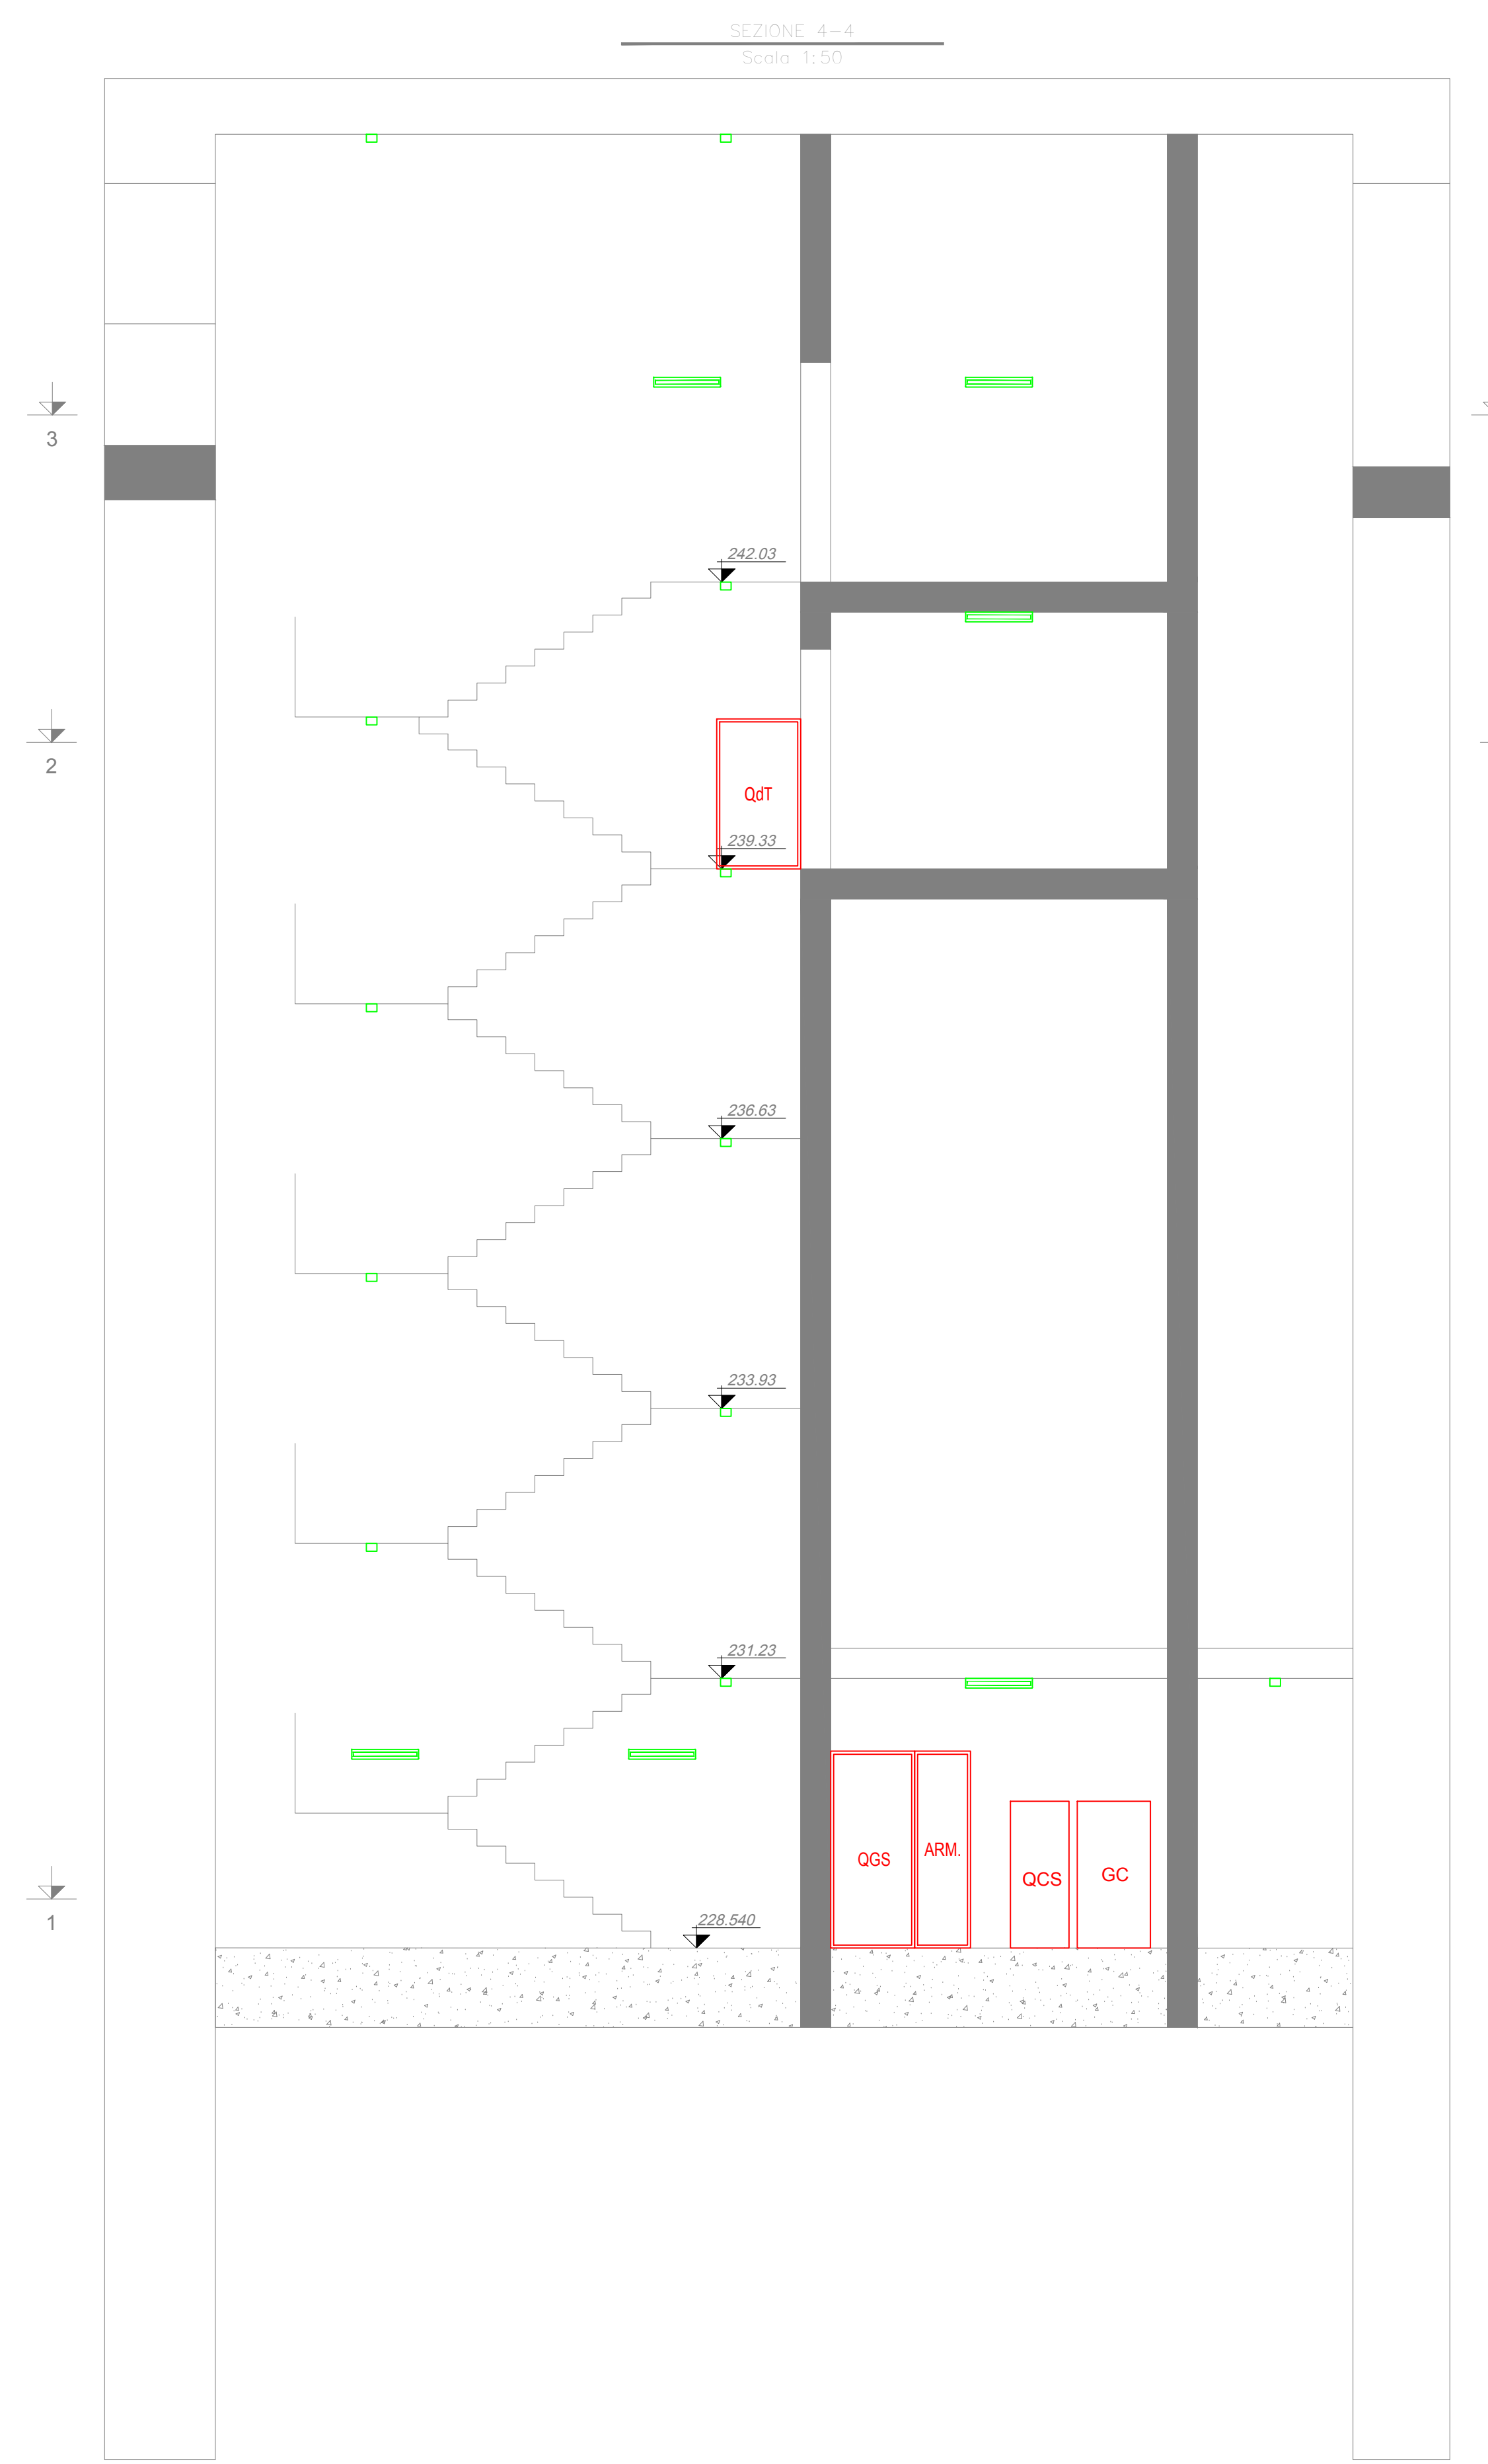 SEZIONE 4-4
Scala 1:50
3
242.03
2
QdT
239.33
236.63
233.93
231.23
QGS
ARM.
QCS
GC
1
228.540